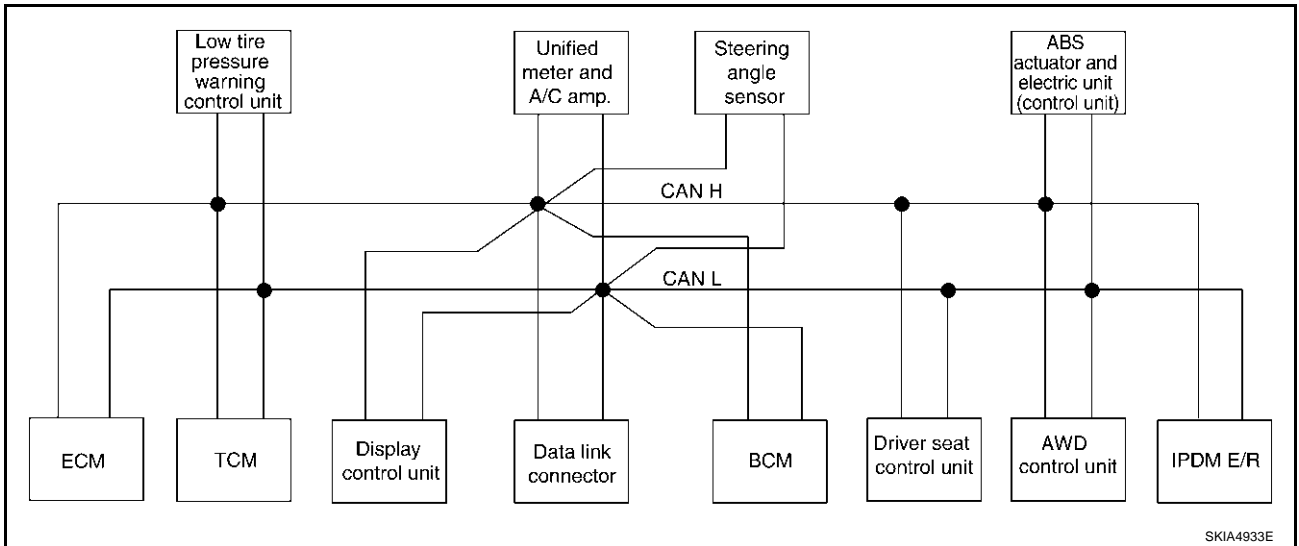 Low tire
pressure
warning
control unit
Unified
meter and
A/C amp.
Steering
angle
sensor
ABS
actuator and
electric unit
(control unit)
CAN H
CAN L
ECM
TCM
Display
control unit
Data link
connector
BCM
Driver seat
control unit
AWD
control unit
IPDM E/R
SKIA4933E